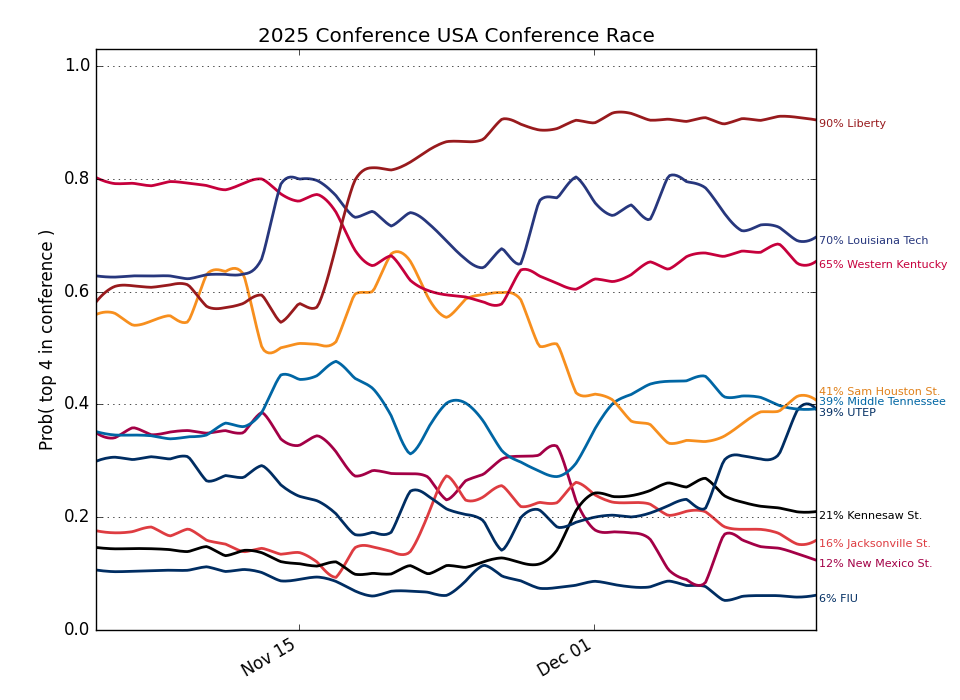 2025 Conference USA Conference Race
Prob( top 4 in conference )
1.0
0.8
0.6
0.4
0.2
0.0
Nov 15
Dec 01
90% Liberty
70% Louisiana Tech
65% Western Kentucky
41% Sam Houston St.
39% Middle Tennessee
39% UTEP
21% Kennesaw St.
16% Jacksonville St.
12% New Mexico St.
6% FIU